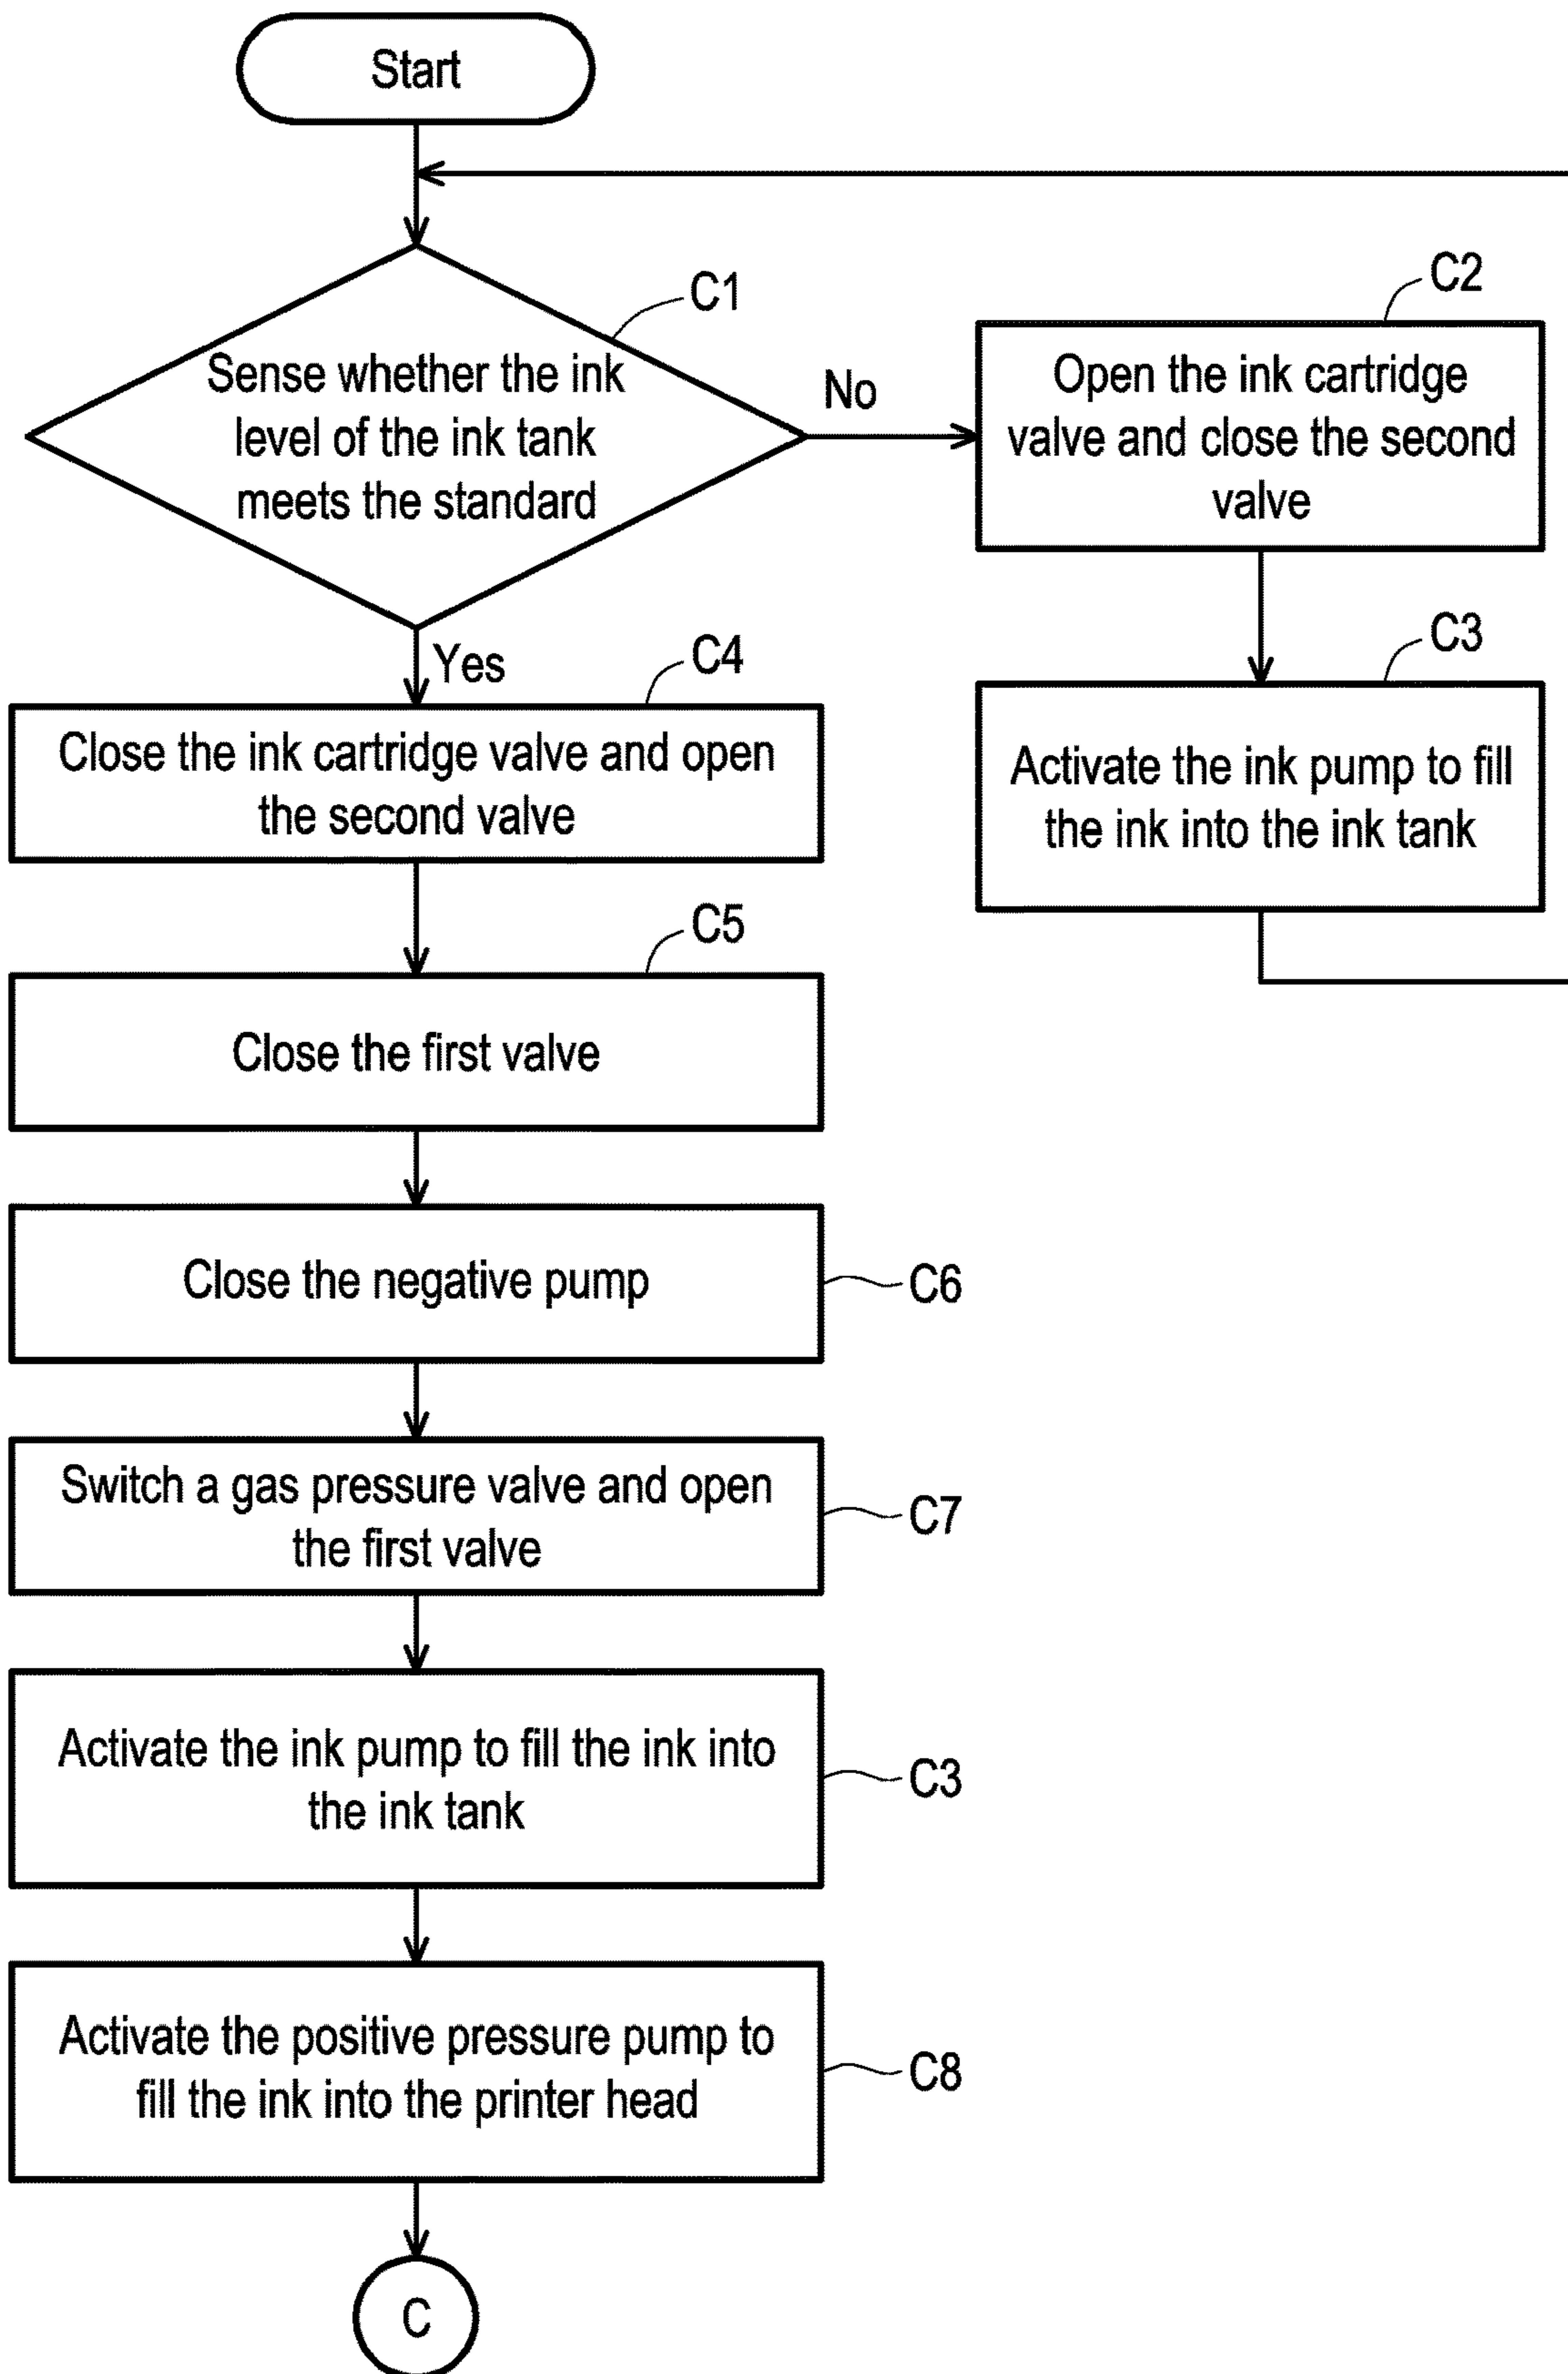 Start
C1
Sense whether the ink
level of the ink tank
meets the standard
No
C2
Open the ink cartridge
valve and close the second
valve
C3
Activate the ink pump to fill
the ink into the ink tank
Yes
C4
Close the ink cartridge valve and open
the second valve
C5
Close the first valve
Close the negative pump
C6
Switch a gas pressure valve and open
the first valve
C7
Activate the ink pump to fill the ink into
the ink tank
C3
Activate the positive pressure pump to
fill the ink into the printer head
C8
C